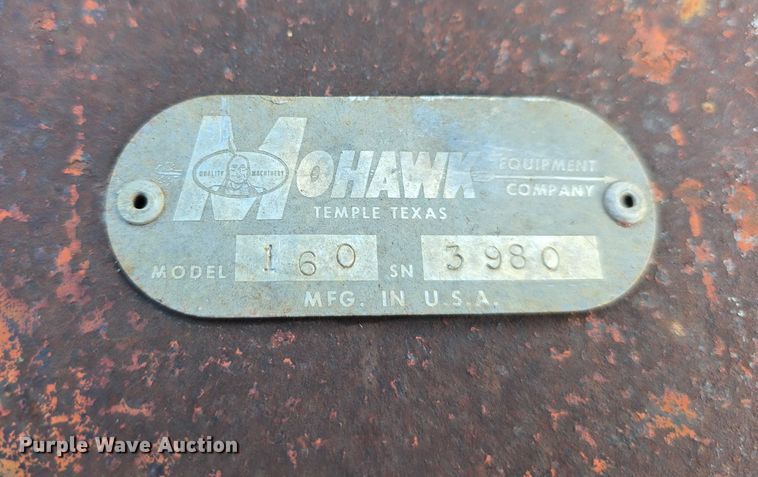 MOHAWK
QUALITY MACHINERY
EQUIPMENT
COMPANY
TEMPLE TEXAS
MODEL 160 SN 3980
MFG. IN U.S.A.
Purple Wave Auction